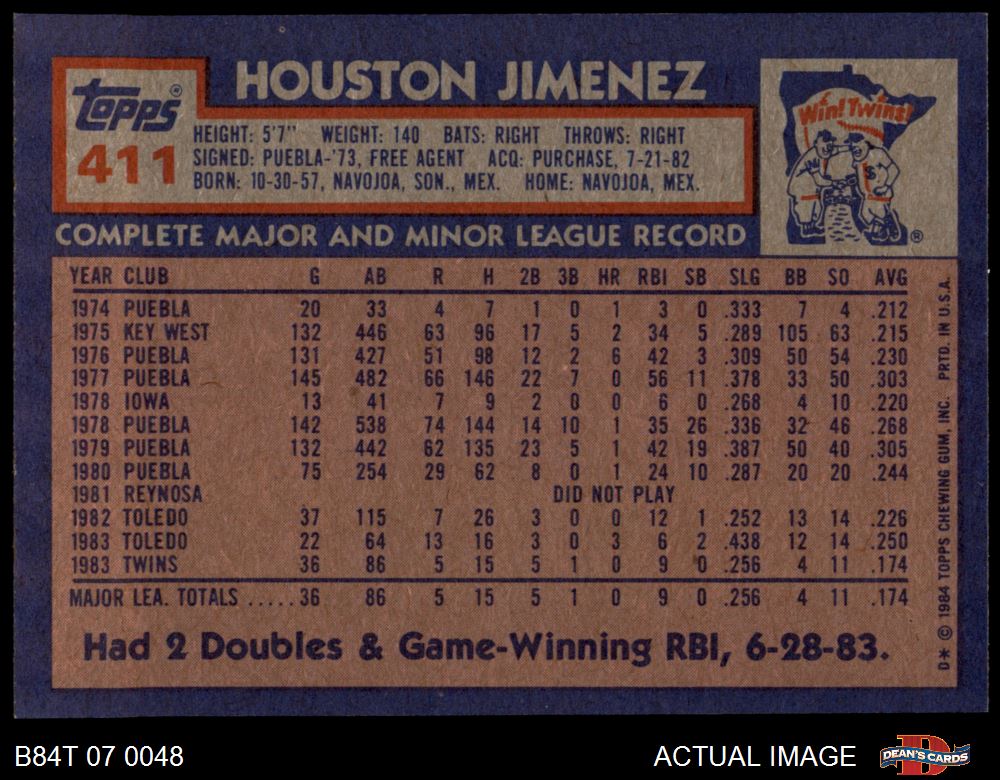 HOUSTON JIMENEZ
Topps®
411
HEIGHT: 5'7" WEIGHT: 140 BATS: RIGHT THROWS: RIGHT
SIGNED: PUEBLA-'73, FREE AGENT ACQ: PURCHASE, 7-21-82
BORN: 10-30-57, NAVOJOA, SON., MEX. HOME: NAVOJOA, MEX.
Win! Twins!
®
COMPLETE MAJOR AND MINOR LEAGUE RECORD
YEAR CLUB G AB R H 2B 3B HR RBI SB SLG BB SO AVG
1974 PUEBLA 20 33 4 7 1 0 1 3 0 .333 7 4 .212
1975 KEY WEST 132 446 63 96 17 5 2 34 5 .289 105 63 .215
1976 PUEBLA 131 427 51 98 12 2 6 42 3 .309 50 54 .230
1977 PUEBLA 145 482 66 146 22 7 0 56 11 .378 33 50 .303
1978 IOWA 13 41 7 9 2 0 0 6 0 .268 4 10 .220
1978 PUEBLA 142 538 74 144 14 10 1 35 26 .336 32 46 .268
1979 PUEBLA 132 442 62 135 23 5 1 42 19 .387 50 40 .305
1980 PUEBLA 75 254 29 62 8 0 1 24 10 .287 20 20 .244
1981 REYNOSA DID NOT PLAY
1982 TOLEDO 37 115 7 26 3 0 0 12 1 .252 13 14 .226
1983 TOLEDO 22 64 13 16 3 0 3 6 2 .438 12 14 .250
1983 TWINS 36 86 5 15 5 1 0 9 0 .256 4 11 .174
MAJOR LEA. TOTALS .....36 86 5 15 5 1 0 9 0 .256 4 11 .174
Had 2 Doubles & Game-Winning RBI, 6-28-83.
D* © 1984 TOPPS CHEWING GUM, INC. PRTD. IN U.S.A.
B84T 07 0048
ACTUAL IMAGE
D
DEAN'S CARDS